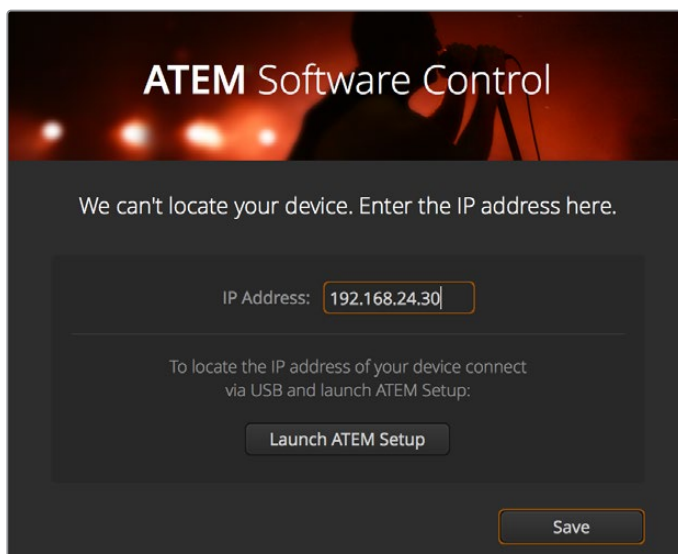 ATEM Software Control
We can't locate your device. Enter the IP address here.
IP Address: 192.168.24.30
To locate the IP address of your device connect
via USB and launch ATEM Setup:
Launch ATEM Setup
Save